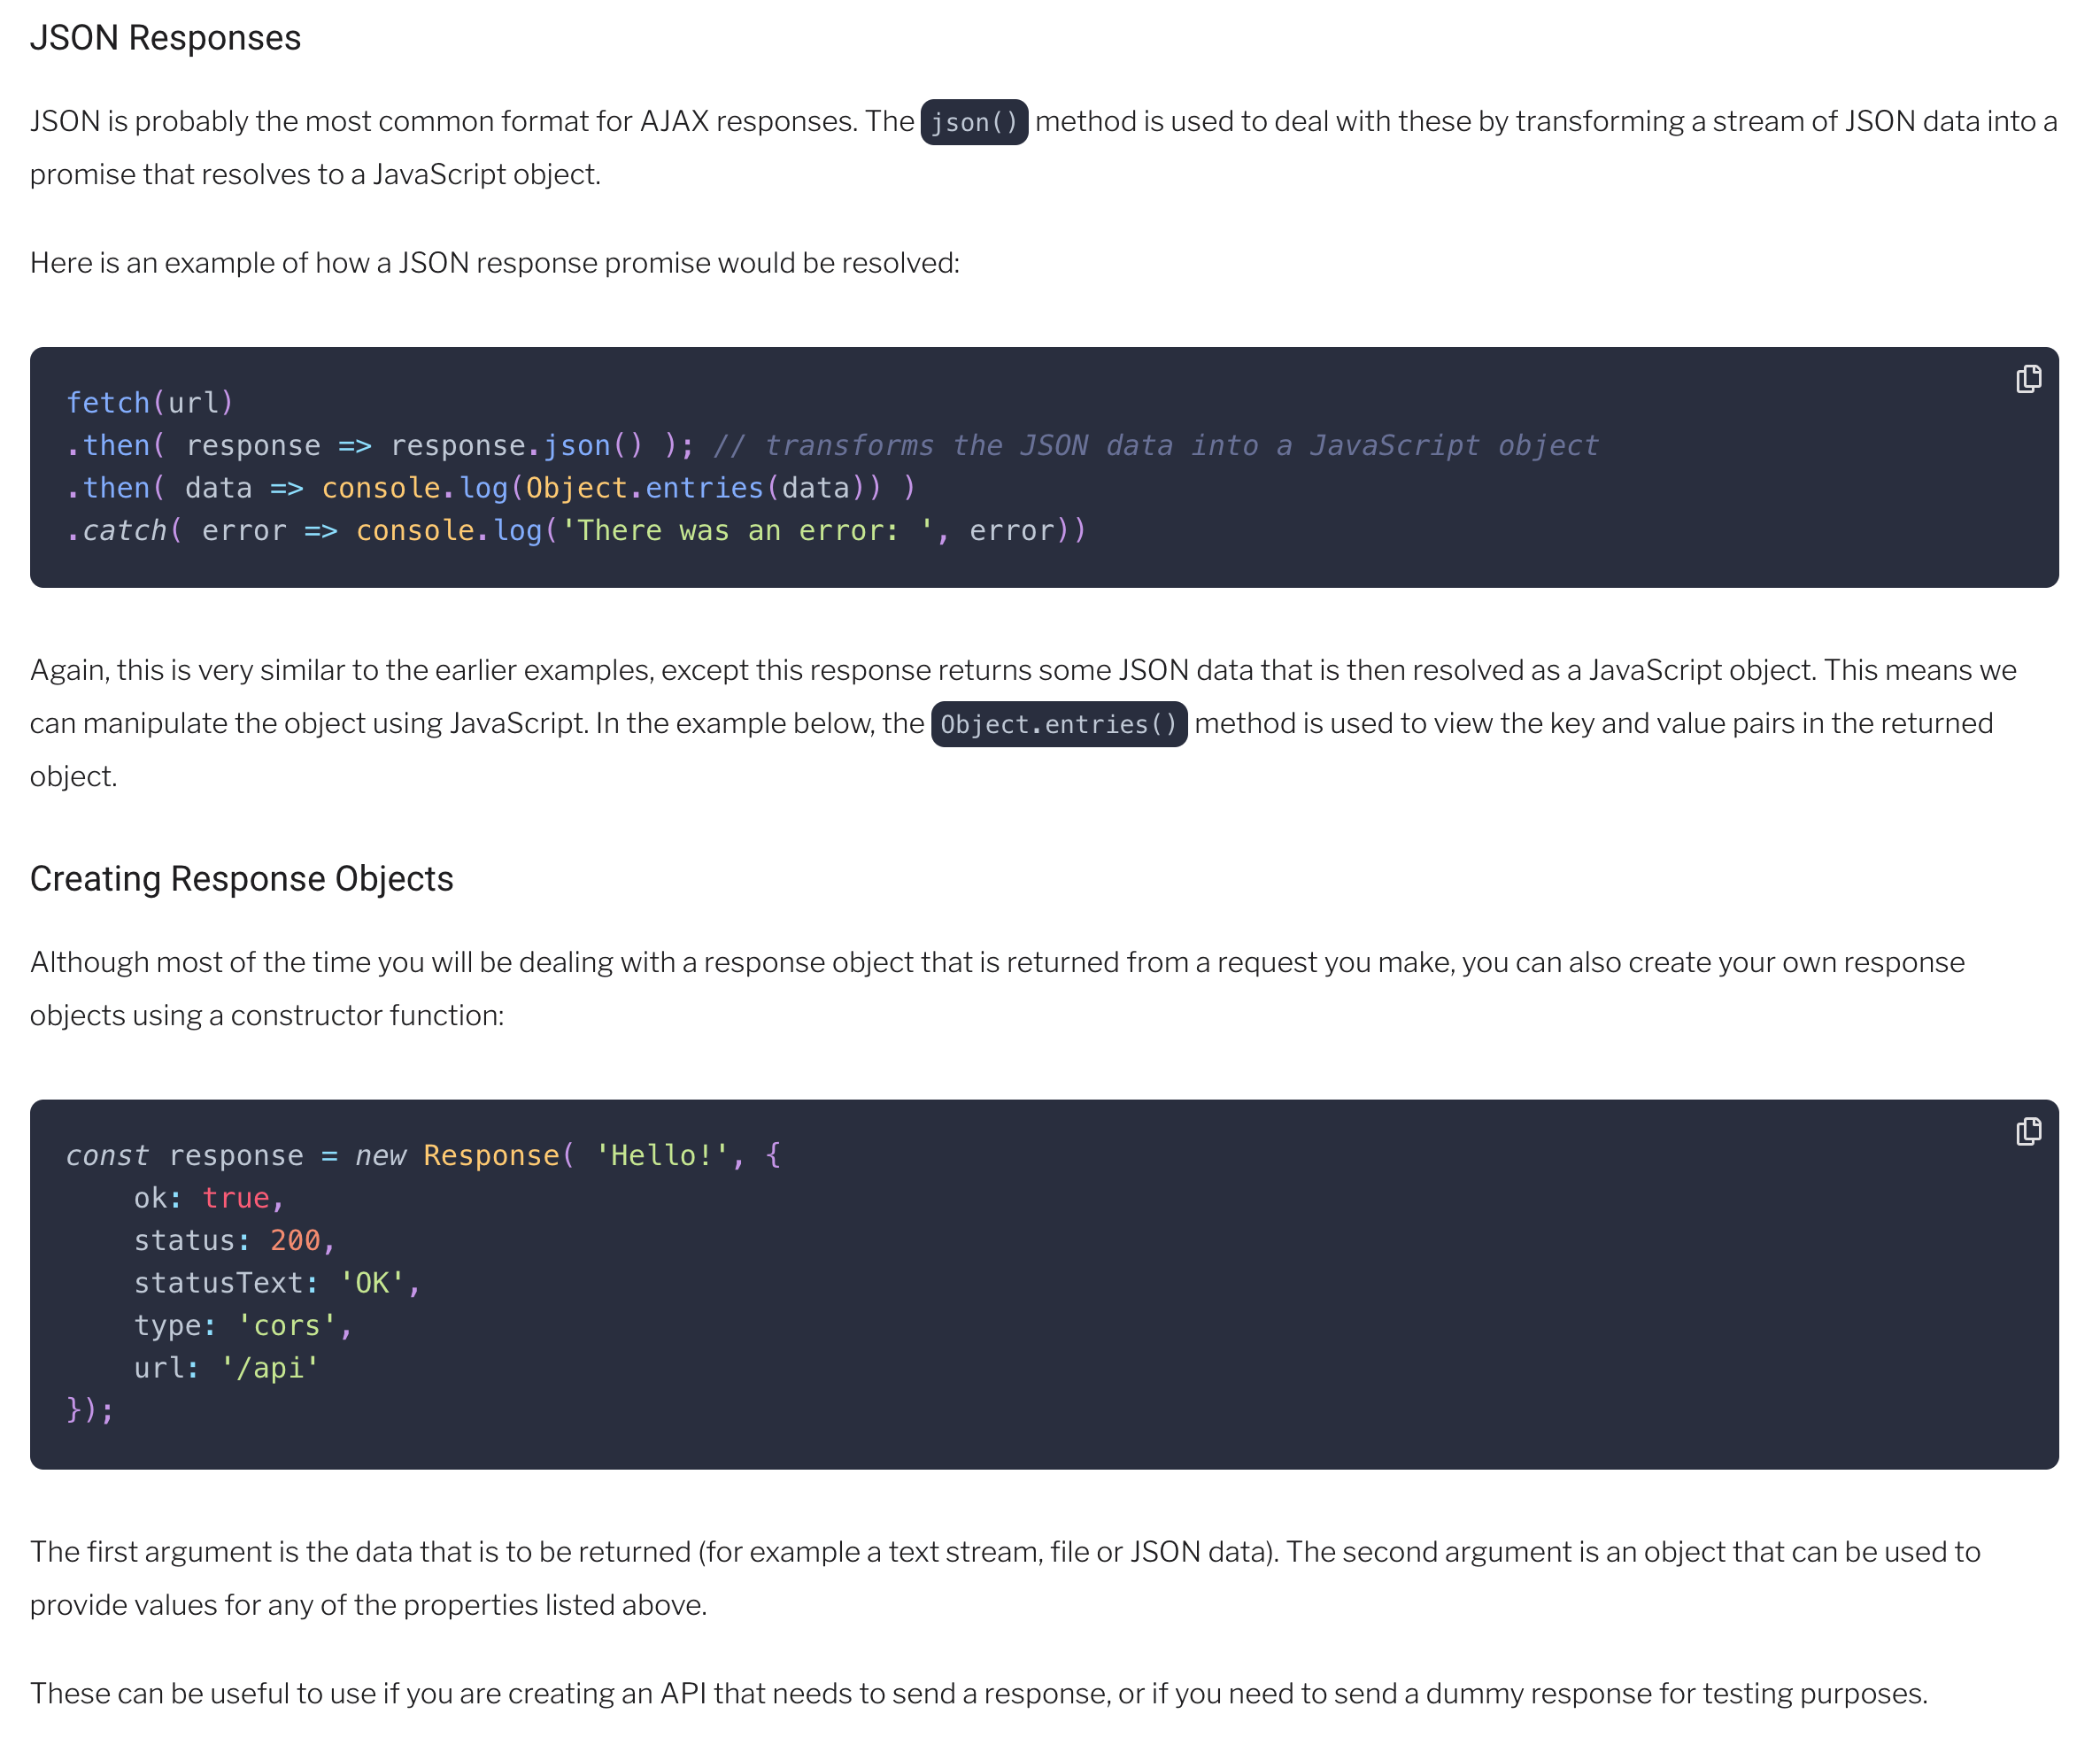 JSON Responses
JSON is probably the most common format for AJAX responses. The json() method is used to deal with these by transforming a stream of JSON data into a
promise that resolves to a JavaScript object.
Here is an example of how a JSON response promise would be resolved:
fetch(url)
.then( response => response.json() ); // transforms the JSON data into a JavaScript object
.then( data => console.log(Object.entries(data)) )
.catch( error => console.log('There was an error: ', error))
Again, this is very similar to the earlier examples, except this response returns some JSON data that is then resolved as a JavaScript object. This means we
can manipulate the object using JavaScript. In the example below, the Object.entries() method is used to view the key and value pairs in the returned
object.
Creating Response Objects
Although most of the time you will be dealing with a response object that is returned from a request you make, you can also create your own response
objects using a constructor function:
const response = new Response( 'Hello!', {
    ok: true,
    status: 200,
    statusText: 'OK',
    type: 'cors',
    url: '/api'
});
The first argument is the data that is to be returned (for example a text stream, file or JSON data). The second argument is an object that can be used to
provide values for any of the properties listed above.
These can be useful to use if you are creating an API that needs to send a response, or if you need to send a dummy response for testing purposes.